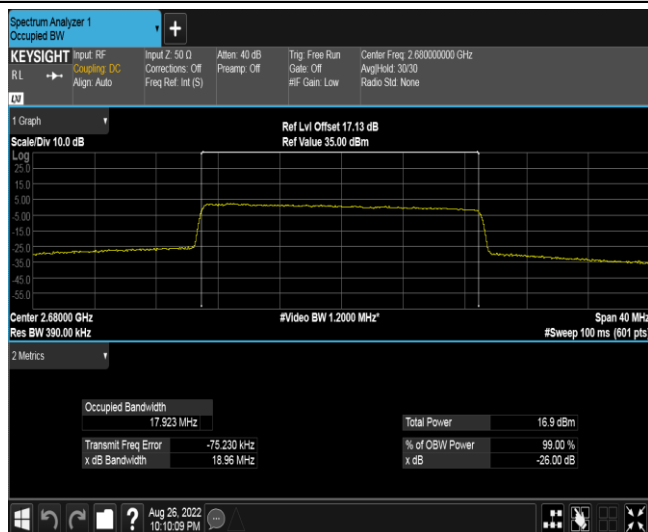 Spectrum Analyzer 1
Occupied BW
+
KEYSIGHT Input: RF Input Z: 50 Ω Atten: 40 dB Trig: Free Run Center Freq: 2.680000000 GHz
R L Coupling: DC Corrections: Off Preamp: Off Gate: Off Avg|Hold: 30/30
Align: Auto Freq Ref: Int (S) #IF Gain: Low Radio Std: None
LXI
1 Graph
Ref Lvl Offset 17.13 dB
Scale/Div 10.0 dB Ref Value 35.00 dBm
Log
25.0
15.0
5.00
-5.00
-15.0
-25.0
-35.0
-45.0
-55.0
Center 2.68000 GHz #Video BW 1.2000 MHz* Span 40 MHz
Res BW 390.00 kHz #Sweep 100 ms (601 pts)
2 Metrics
Occupied Bandwidth
17.923 MHz Total Power 16.9 dBm
Transmit Freq Error -75.230 kHz % of OBW Power 99.00 %
x dB Bandwidth 18.96 MHz x dB -26.00 dB
? Aug 26, 2022
10:10:09 PM